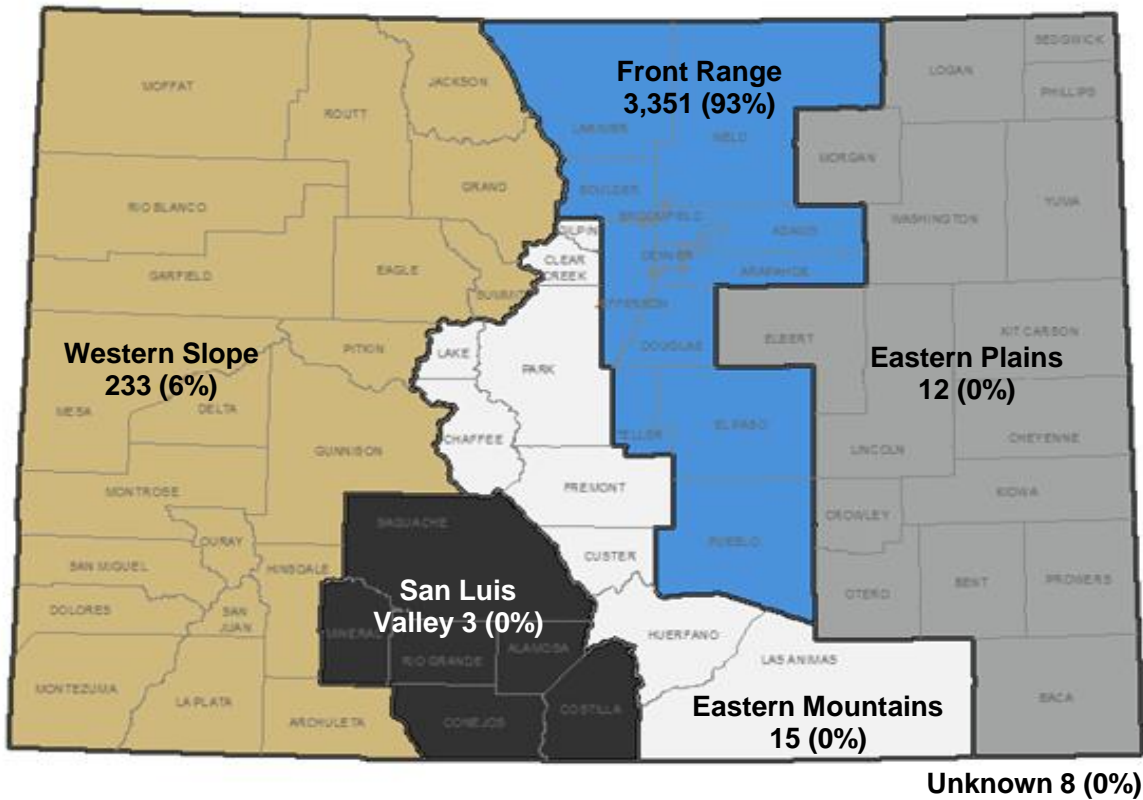 SEDGWICK
LOGAN
JACKSON
Front Range
3,351 (93%)
MOFFAT
PHILLIPS
ROUTT
LARIMER
WELD
MORGAN
GRAND
BOULDER
YUMA
RIO BLANCO
BROOMFIELD
WASHINGTON
ADAMS
GILPIN
CLEAR
CREEK
DENVER
EAGLE
GARFIELD
ARAPAHOE
SUMMIT
JEFFERSON
KIT CARSON
ELBERT
Western Slope
233 (6%)
PITKIN
LAKE
DOUGLAS
Eastern Plains
12 (0%)
PARK
MESA
DELTA
CHAFFEE
TELLER
EL PASO
CHEYENNE
GUNNISON
LINCOLN
MONTROSE
FREMONT
KIOWA
SAGUACHE
CROWLEY
OURAY
PUEBLO
CUSTER
SAN MIGUEL
HINSDALE
BENT
PROWERS
San Luis
Valley 3 (0%)
OTERO
DOLORES
SAN
JUAN
MINERAL
HUERFANO
ALAMOSA
RIO GRANDE
LAS ANIMAS
MONTEZUMA
LA PLATA
BACA
COSTILLA
Eastern Mountains
15 (0%)
ARCHULETA
CONEJOS
Unknown 8 (0%)